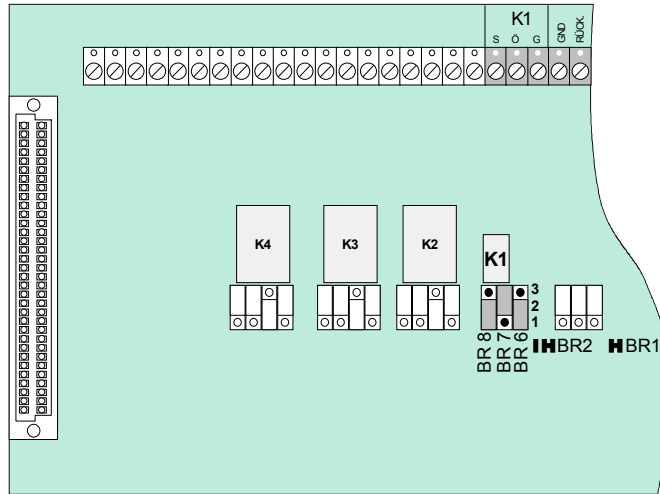 K1
S Ö G GND RÜCK.
K4 K3 K2 K1
3
2
1
BR 8 BR 7 BR 6 BR2 BR1